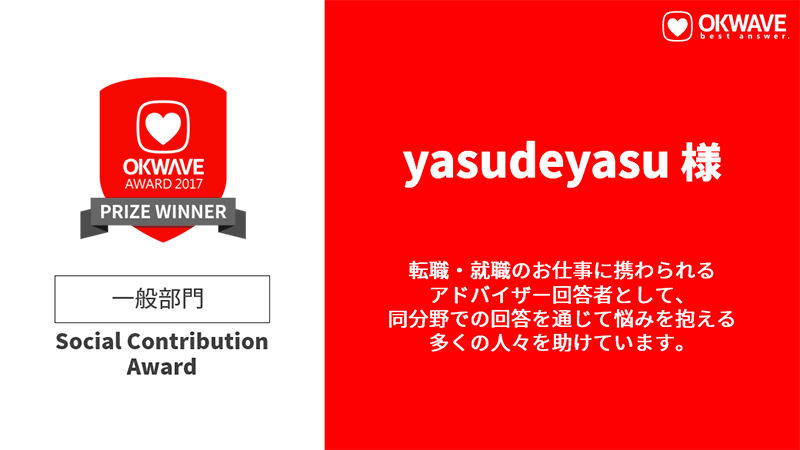 OKWAVE
AWARD 2017
PRIZE WINNER
一般部門
Social Contribution
Award
OKWAVE
best answer.
yasudeyasu 様
転職・就職のお仕事に携わられる
アドバイザー回答者として、
同分野での回答を通じて悩みを抱える
多くの人々を助けています。